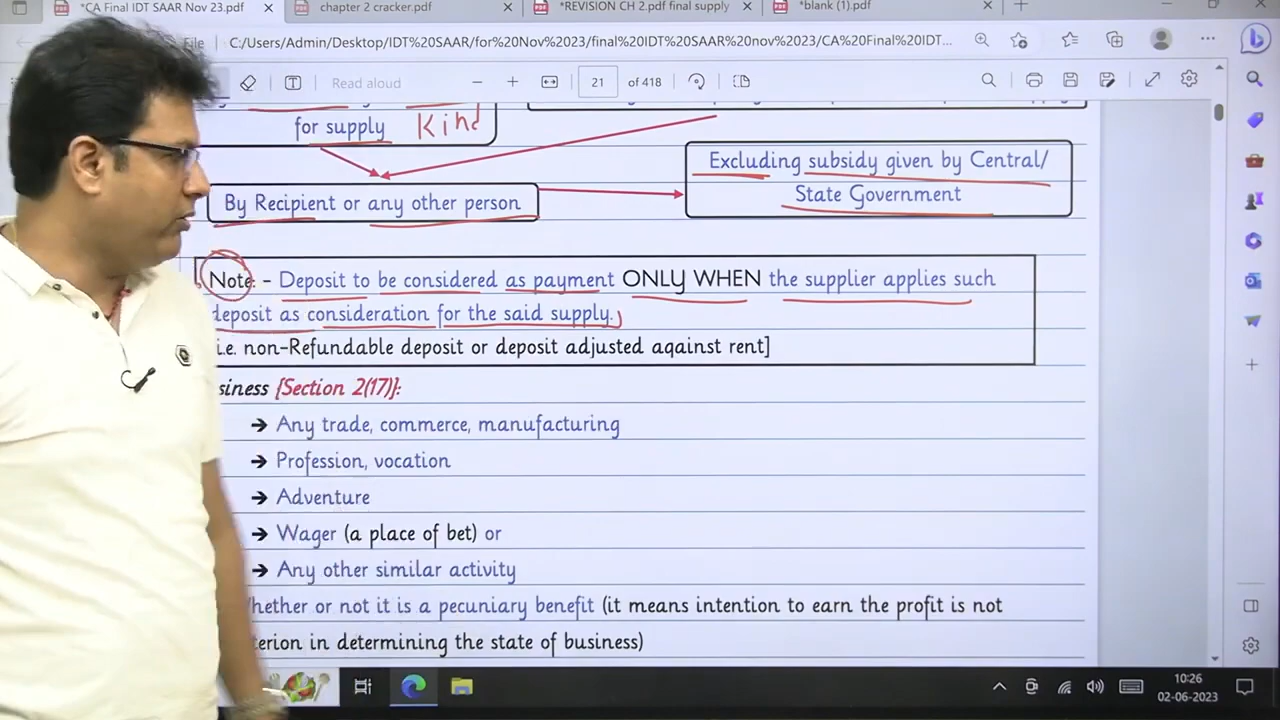 *CA Final IDT SAAR Nov 23.pdf
chapter 2 cracker.pdf
*REVISION CH 2.pdf final supply
*blank (1).pdf
File C:/Users/Admin/Desktop/IDT%20SAAR/for%20Nov%2023/final%20IDT%20SAAR%20nov%2023/CA%20Final%20IDT...
Read aloud
21 of 418
for supply Kind
By Recipient or any other person
Excluding subsidy given by Central/
State Government
Note: - Deposit to be considered as payment ONLY WHEN the supplier applies such
deposit as consideration for the said supply.
i.e. non-Refundable deposit or deposit adjusted against rent]
siness [Section 2(17)]:
➔ Any trade, commerce, manufacturing
➔ Profession, vocation
➔ Adventure
➔ Wager (a place of bet) or
➔ Any other similar activity
hether or not it is a pecuniary benefit (it means intention to earn the profit is not
terion in determining the state of business)
10:26
02-06-2023